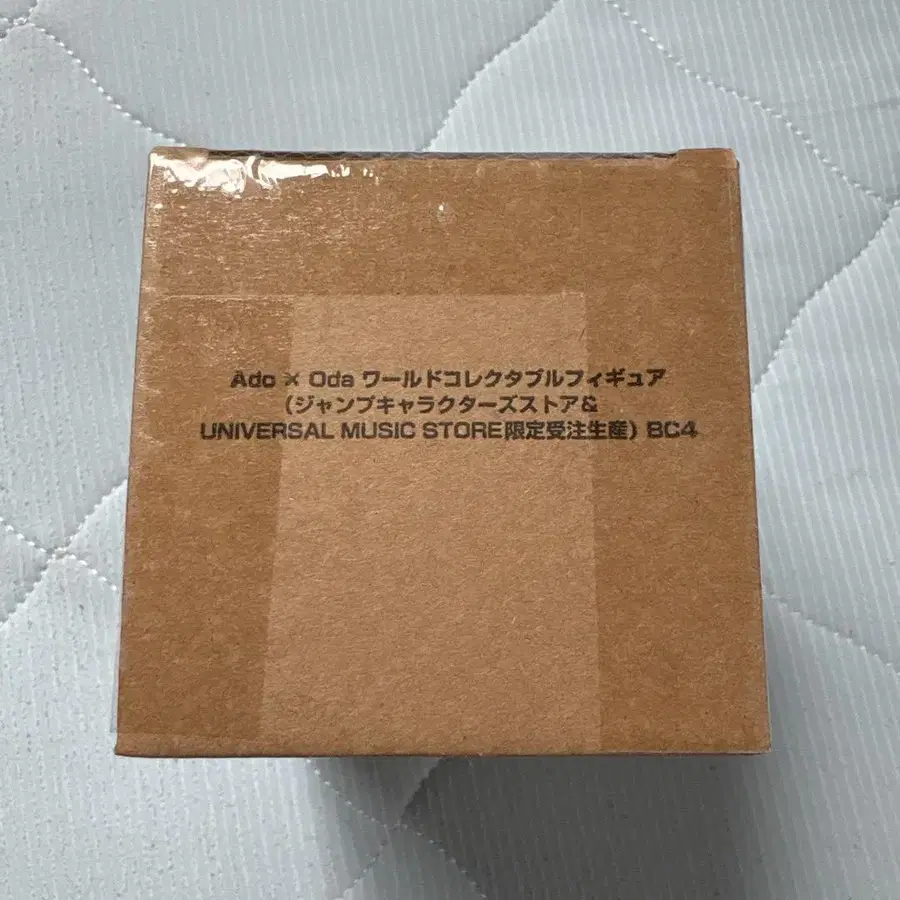 Ado × Oda ワールドコレクタブルフィギュア
(ジャンプキャラクターズストア&
UNIVERSAL MUSIC STORE限定受注生産) BC4